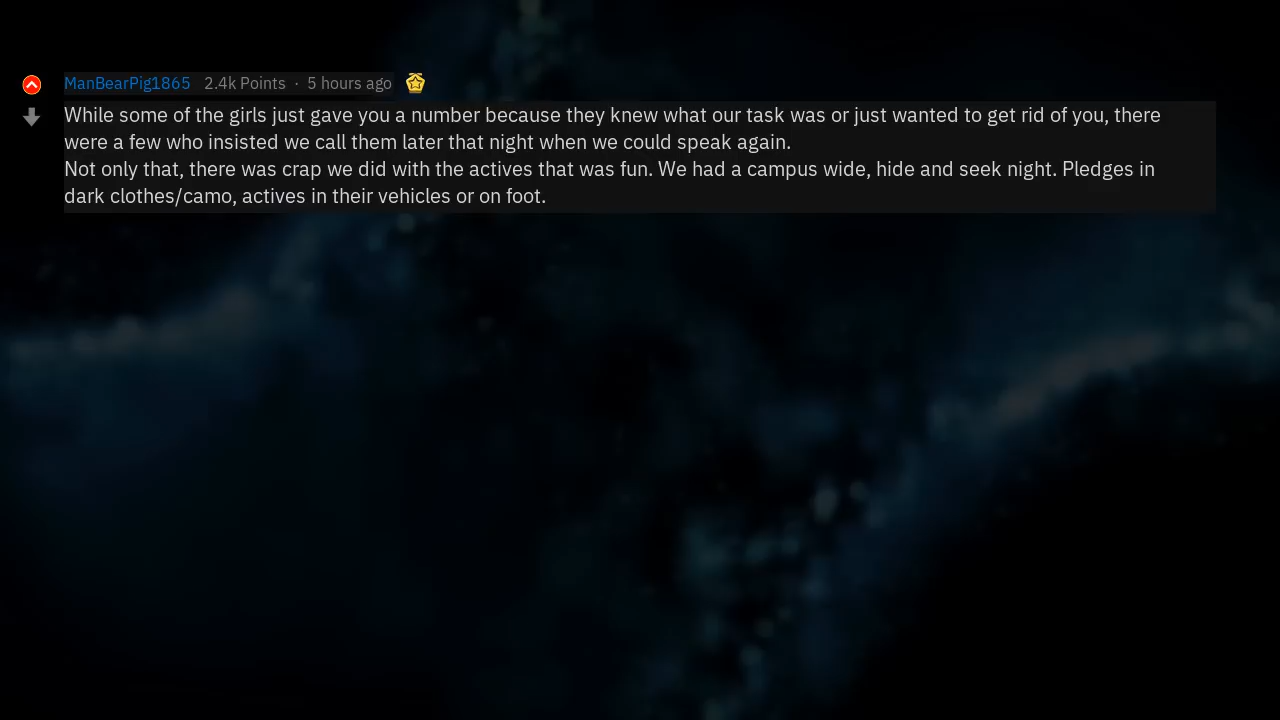 ManBearPig1865 2.4k Points · 5 hours ago
While some of the girls just gave you a number because they knew what our task was or just wanted to get rid of you, there
were a few who insisted we call them later that night when we could speak again.
Not only that, there was crap we did with the actives that was fun. We had a campus wide, hide and seek night. Pledges in
dark clothes/camo, actives in their vehicles or on foot.